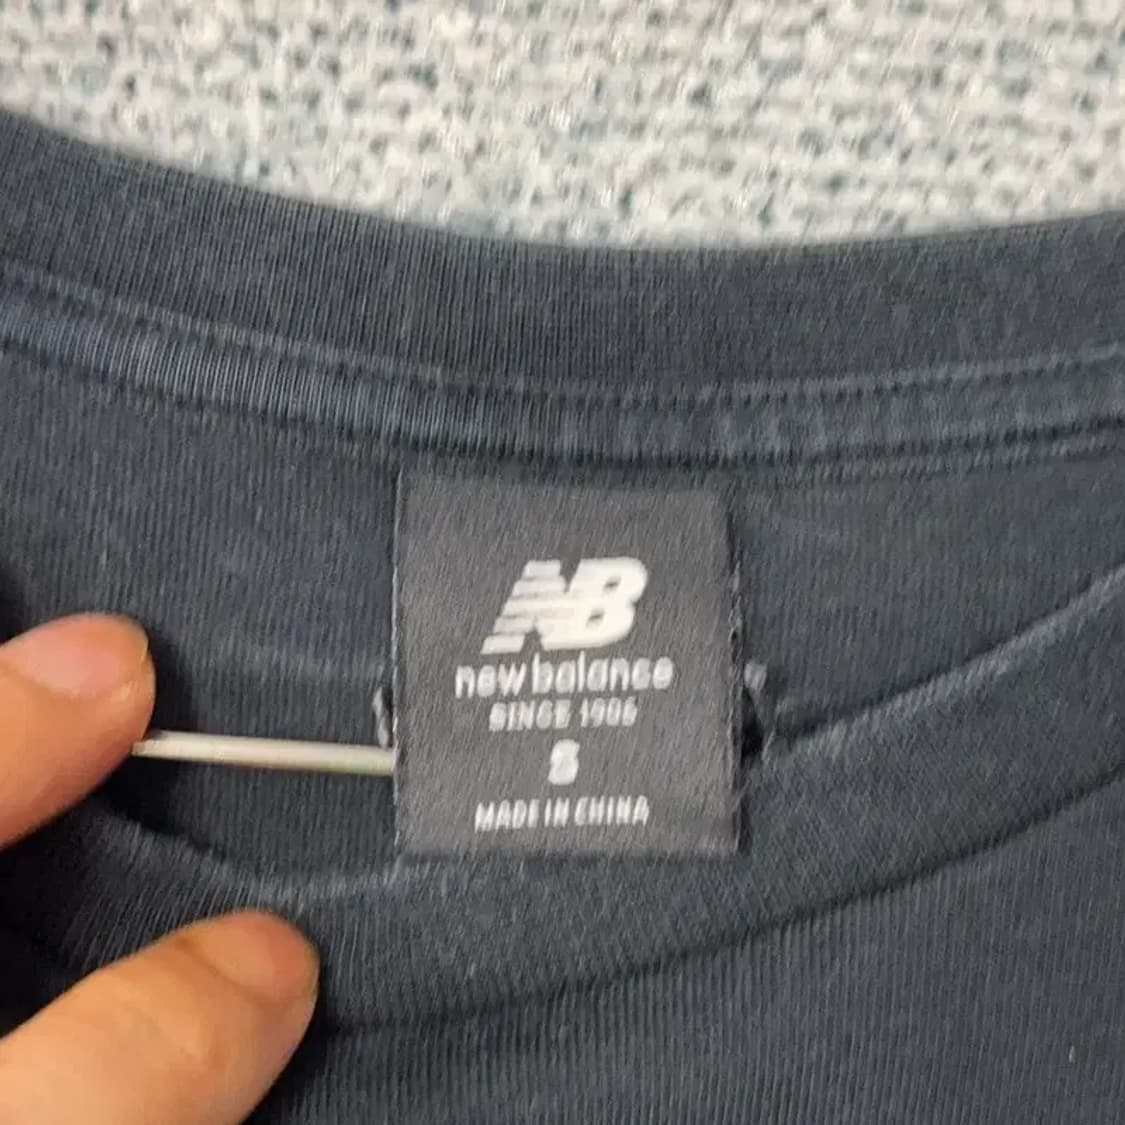 NB
new balance
SINCE 1906
S
MADE IN CHINA